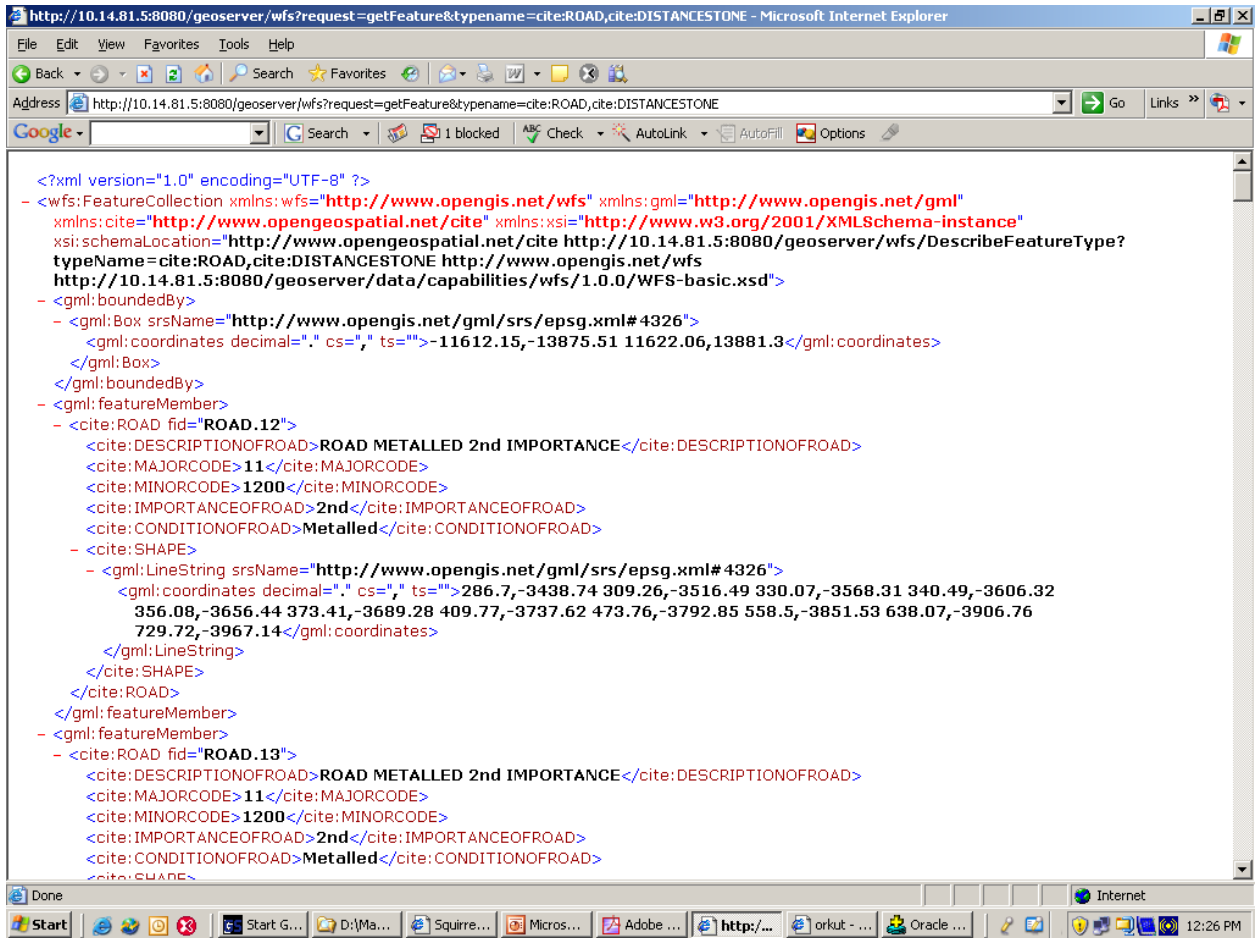 http://10.14.81.5:8080/geoserver/wfs?request=getFeature&typename=cite:ROAD,cite:DISTANCESTONE - Microsoft Internet Explorer
File Edit View Favorites Tools Help
Back Search Favorites
Address http://10.14.81.5:8080/geoserver/wfs?request=getFeature&typename=cite:ROAD,cite:DISTANCESTONE Go Links »
Google Search 1 blocked ABC Check AutoLink AutoFill Options
<?xml version="1.0" encoding="UTF-8" ?>
- <wfs:FeatureCollection xmlns:wfs="http://www.opengis.net/wfs" xmlns:gml="http://www.opengis.net/gml"
xmlns:cite="http://www.opengeospatial.net/cite" xmlns:xsi="http://www.w3.org/2001/XMLSchema-instance"
xsi:schemaLocation="http://www.opengeospatial.net/cite http://10.14.81.5:8080/geoserver/wfs/DescribeFeatureType?
typeName=cite:ROAD,cite:DISTANCESTONE http://www.opengis.net/wfs
http://10.14.81.5:8080/geoserver/data/capabilities/wfs/1.0.0/WFS-basic.xsd">
- <gml:boundedBy>
- <gml:Box srsName="http://www.opengis.net/gml/srs/epsg.xml#4326">
<gml:coordinates decimal="." cs="," ts="">-11612.15,-13875.51 11622.06,13881.3</gml:coordinates>
</gml:Box>
</gml:boundedBy>
- <gml:featureMember>
- <cite:ROAD fid="ROAD.12">
<cite:DESCRIPTIONOFROAD>ROAD METALLED 2nd IMPORTANCE</cite:DESCRIPTIONOFROAD>
<cite:MAJORCODE>11</cite:MAJORCODE>
<cite:MINORCODE>1200</cite:MINORCODE>
<cite:IMPORTANCEOFROAD>2nd</cite:IMPORTANCEOFROAD>
<cite:CONDITIONOFROAD>Metalled</cite:CONDITIONOFROAD>
- <cite:SHAPE>
- <gml:LineString srsName="http://www.opengis.net/gml/srs/epsg.xml#4326">
<gml:coordinates decimal="." cs="," ts="">286.7,-3438.74 309.26,-3516.49 330.07,-3568.31 340.49,-3606.32
356.08,-3656.44 373.41,-3689.28 409.77,-3737.62 473.76,-3792.85 558.5,-3851.53 638.07,-3906.76
729.72,-3967.14</gml:coordinates>
</gml:LineString>
</cite:SHAPE>
</cite:ROAD>
</gml:featureMember>
- <gml:featureMember>
- <cite:ROAD fid="ROAD.13">
<cite:DESCRIPTIONOFROAD>ROAD METALLED 2nd IMPORTANCE</cite:DESCRIPTIONOFROAD>
<cite:MAJORCODE>11</cite:MAJORCODE>
<cite:MINORCODE>1200</cite:MINORCODE>
<cite:IMPORTANCEOFROAD>2nd</cite:IMPORTANCEOFROAD>
<cite:CONDITIONOFROAD>Metalled</cite:CONDITIONOFROAD>
- <cite:SHAPE>
Done Internet
Start Start G... D:\Ma... Squirre... Micros... Adobe ... http:/... orkut - ... Oracle ... 12:26 PM